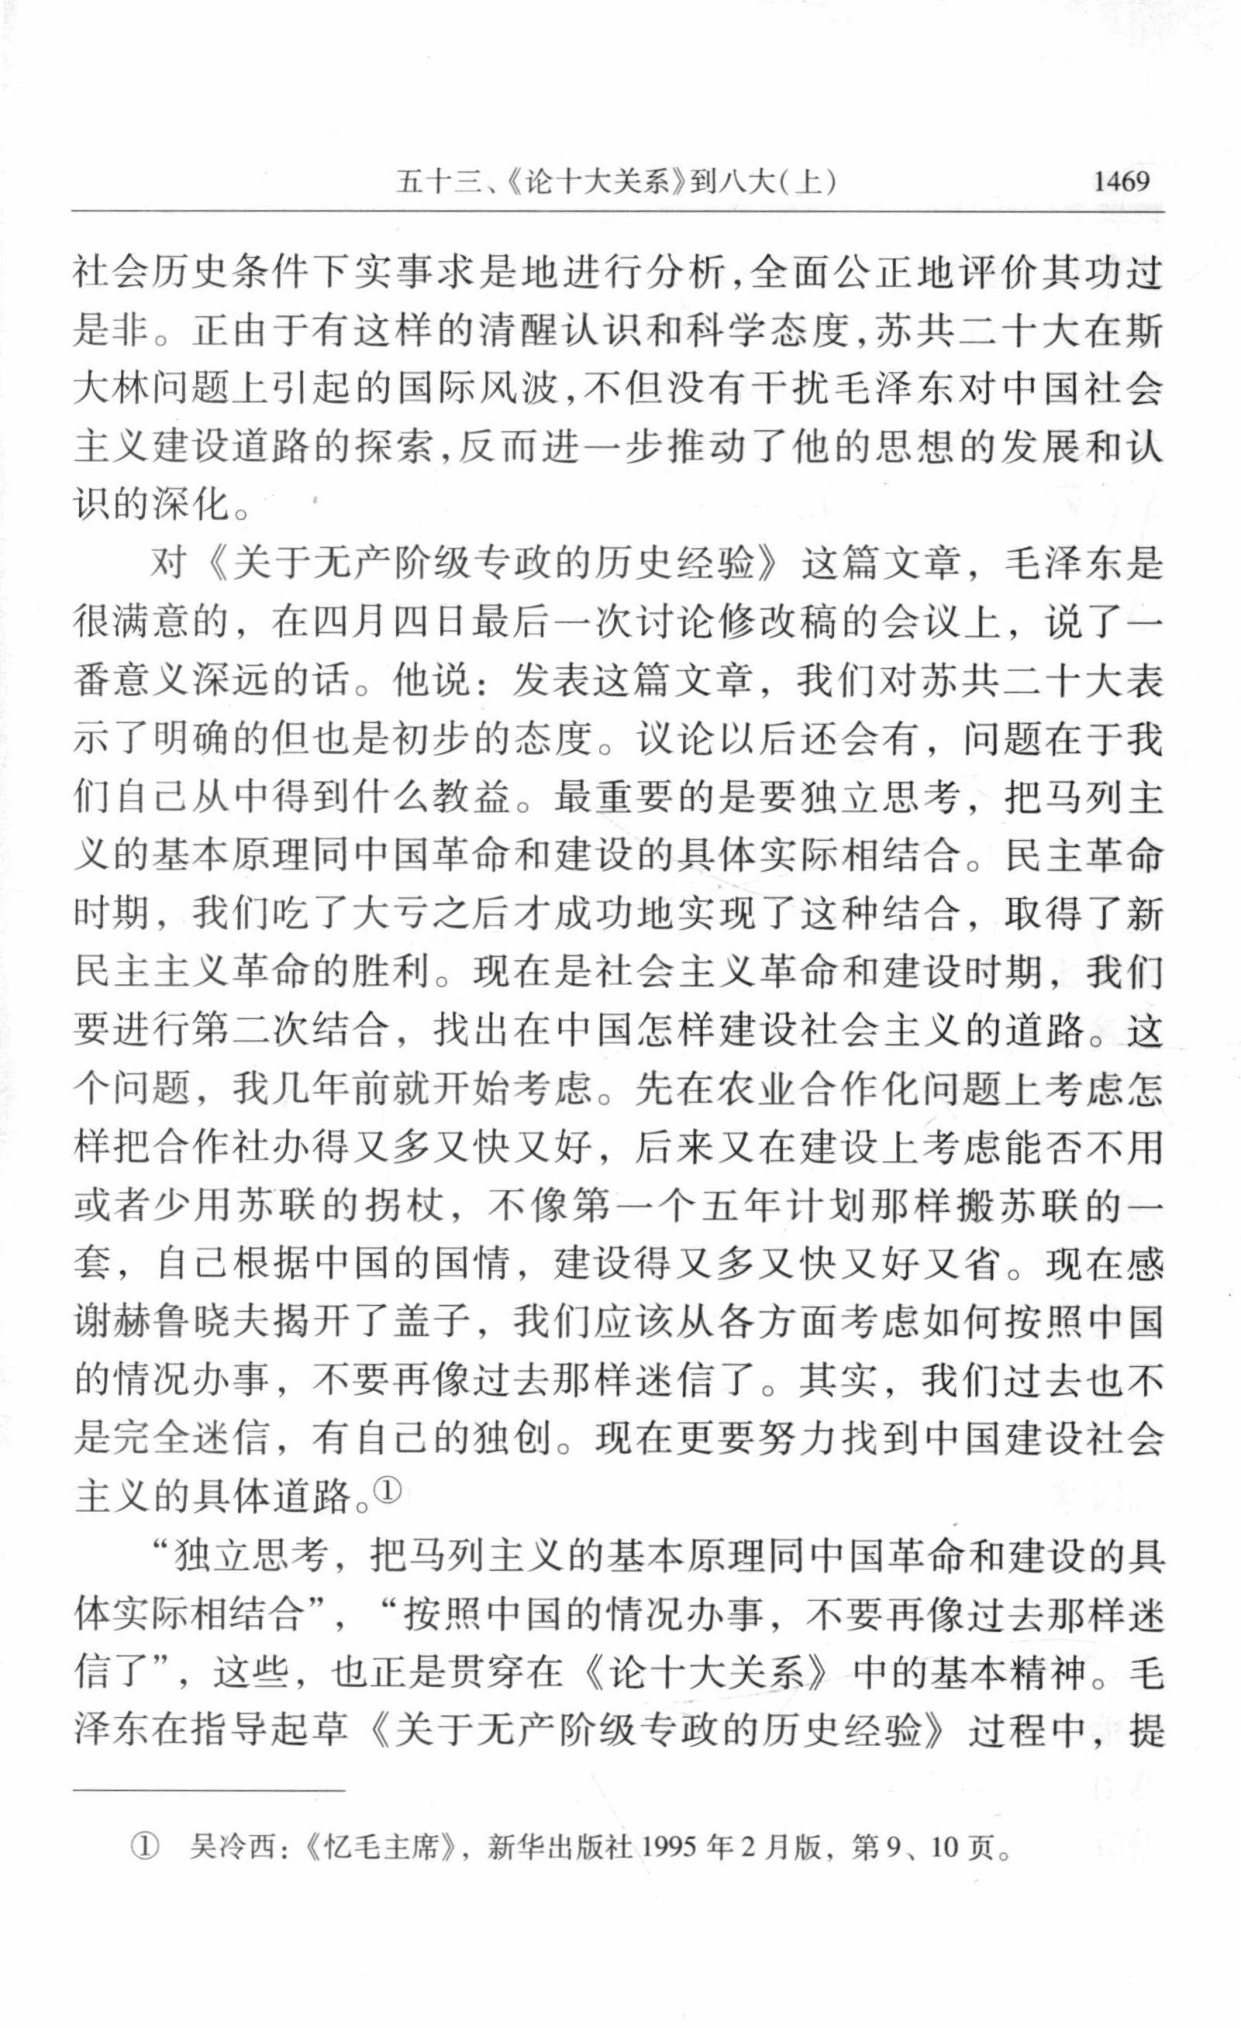 五十三、《论十大关系》到八大(上) 1469
社会历史条件下实事求是地进行分析,全面公正地评价其功过
是非。正由于有这样的清醒认识和科学态度,苏共二十大在斯
大林问题上引起的国际风波,不但没有干扰毛泽东对中国社会
主义建设道路的探索,反而进一步推动了他的思想的发展和认
识的深化。
对《关于无产阶级专政的历史经验》这篇文章，毛泽东是
很满意的，在四月四日最后一次讨论修改稿的会议上，说了一
番意义深远的话。他说：发表这篇文章，我们对苏共二十大表
示了明确的但也是初步的态度。议论以后还会有，问题在于我
们自己从中得到什么教益。最重要的是要独立思考，把马列主
义的基本原理同中国革命和建设的具体实际相结合。民主革命
时期，我们吃了大亏之后才成功地实现了这种结合，取得了新
民主主义革命的胜利。现在是社会主义革命和建设时期，我们
要进行第二次结合，找出在中国怎样建设社会主义的道路。这
个问题，我几年前就开始考虑。先在农业合作化问题上考虑怎
样把合作社办得又多又快又好，后来又在建设上考虑能否不用
或者少用苏联的拐杖，不像第一个五年计划那样搬苏联的一
套，自己根据中国的国情，建设得又多又快又好又省。现在感
谢赫鲁晓夫揭开了盖子，我们应该从各方面考虑如何按照中国
的情况办事，不要再像过去那样迷信了。其实，我们过去也不
是完全迷信，有自己的独创。现在更要努力找到中国建设社会
主义的具体道路。①
“独立思考，把马列主义的基本原理同中国革命和建设的具
体实际相结合”，“按照中国的情况办事，不要再像过去那样迷
信了”，这些，也正是贯穿在《论十大关系》中的基本精神。毛
泽东在指导起草《关于无产阶级专政的历史经验》过程中，提
① 吴冷西：《忆毛主席》，新华出版社 1995 年 2 月版，第 9、10 页。